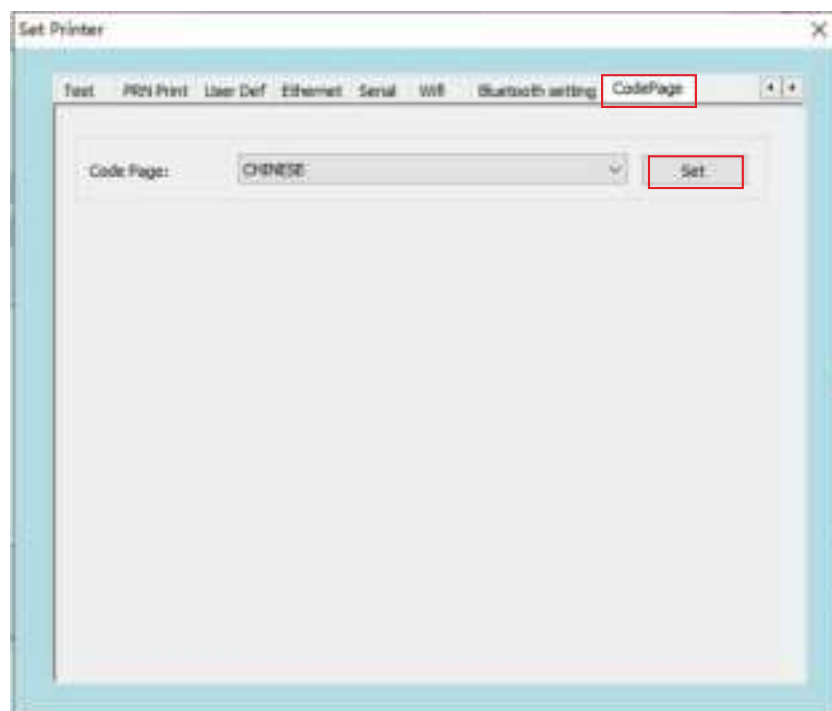 Set Printer
Test PRN Print User Def Ethernet Serial Wifi Bluetooth setting CodePage
Code Page: CHINESE Set